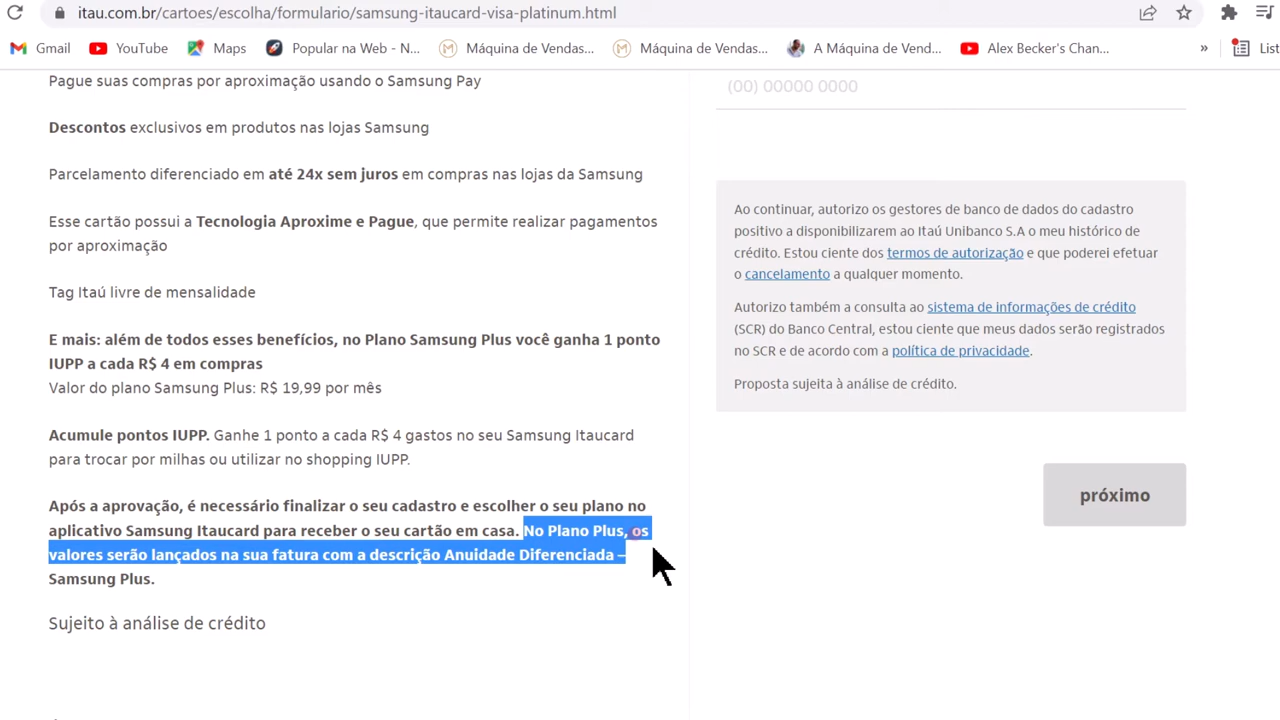 itau.com.br/cartoes/escolha/formulario/samsung-itaucard-visa-platinum.html
Gmail
YouTube
Maps
Popular na Web - N...
Máquina de Vendas...
Máquina de Vendas...
A Máquina de Vend...
Alex Becker's Chan...
»
List
Pague suas compras por aproximação usando o Samsung Pay
Descontos exclusivos em produtos nas lojas Samsung
Parcelamento diferenciado em até 24x sem juros em compras nas lojas da Samsung
Esse cartão possui a Tecnologia Aproxime e Pague, que permite realizar pagamentos
por aproximação
Tag Itaú livre de mensalidade
E mais: além de todos esses benefícios, no Plano Samsung Plus você ganha 1 ponto
IUPP a cada R$ 4 em compras
Valor do plano Samsung Plus: R$ 19,99 por mês
Acumule pontos IUPP. Ganhe 1 ponto a cada R$ 4 gastos no seu Samsung Itaucard
para trocar por milhas ou utilizar no shopping IUPP.
Após a aprovação, é necessário finalizar o seu cadastro e escolher o seu plano no
aplicativo Samsung Itaucard para receber o seu cartão em casa. No Plano Plus, os
valores serão lançados na sua fatura com a descrição Anuidade Diferenciada –
Samsung Plus.
Sujeito à análise de crédito
(00) 00000 0000
Ao continuar, autorizo os gestores de banco de dados do cadastro
positivo a disponibilizarem ao Itaú Unibanco S.A o meu histórico de
crédito. Estou ciente dos termos de autorização e que poderei efetuar
o cancelamento a qualquer momento.
Autorizo também a consulta ao sistema de informações de crédito
(SCR) do Banco Central, estou ciente que meus dados serão registrados
no SCR e de acordo com a política de privacidade.
Proposta sujeita à análise de crédito.
próximo